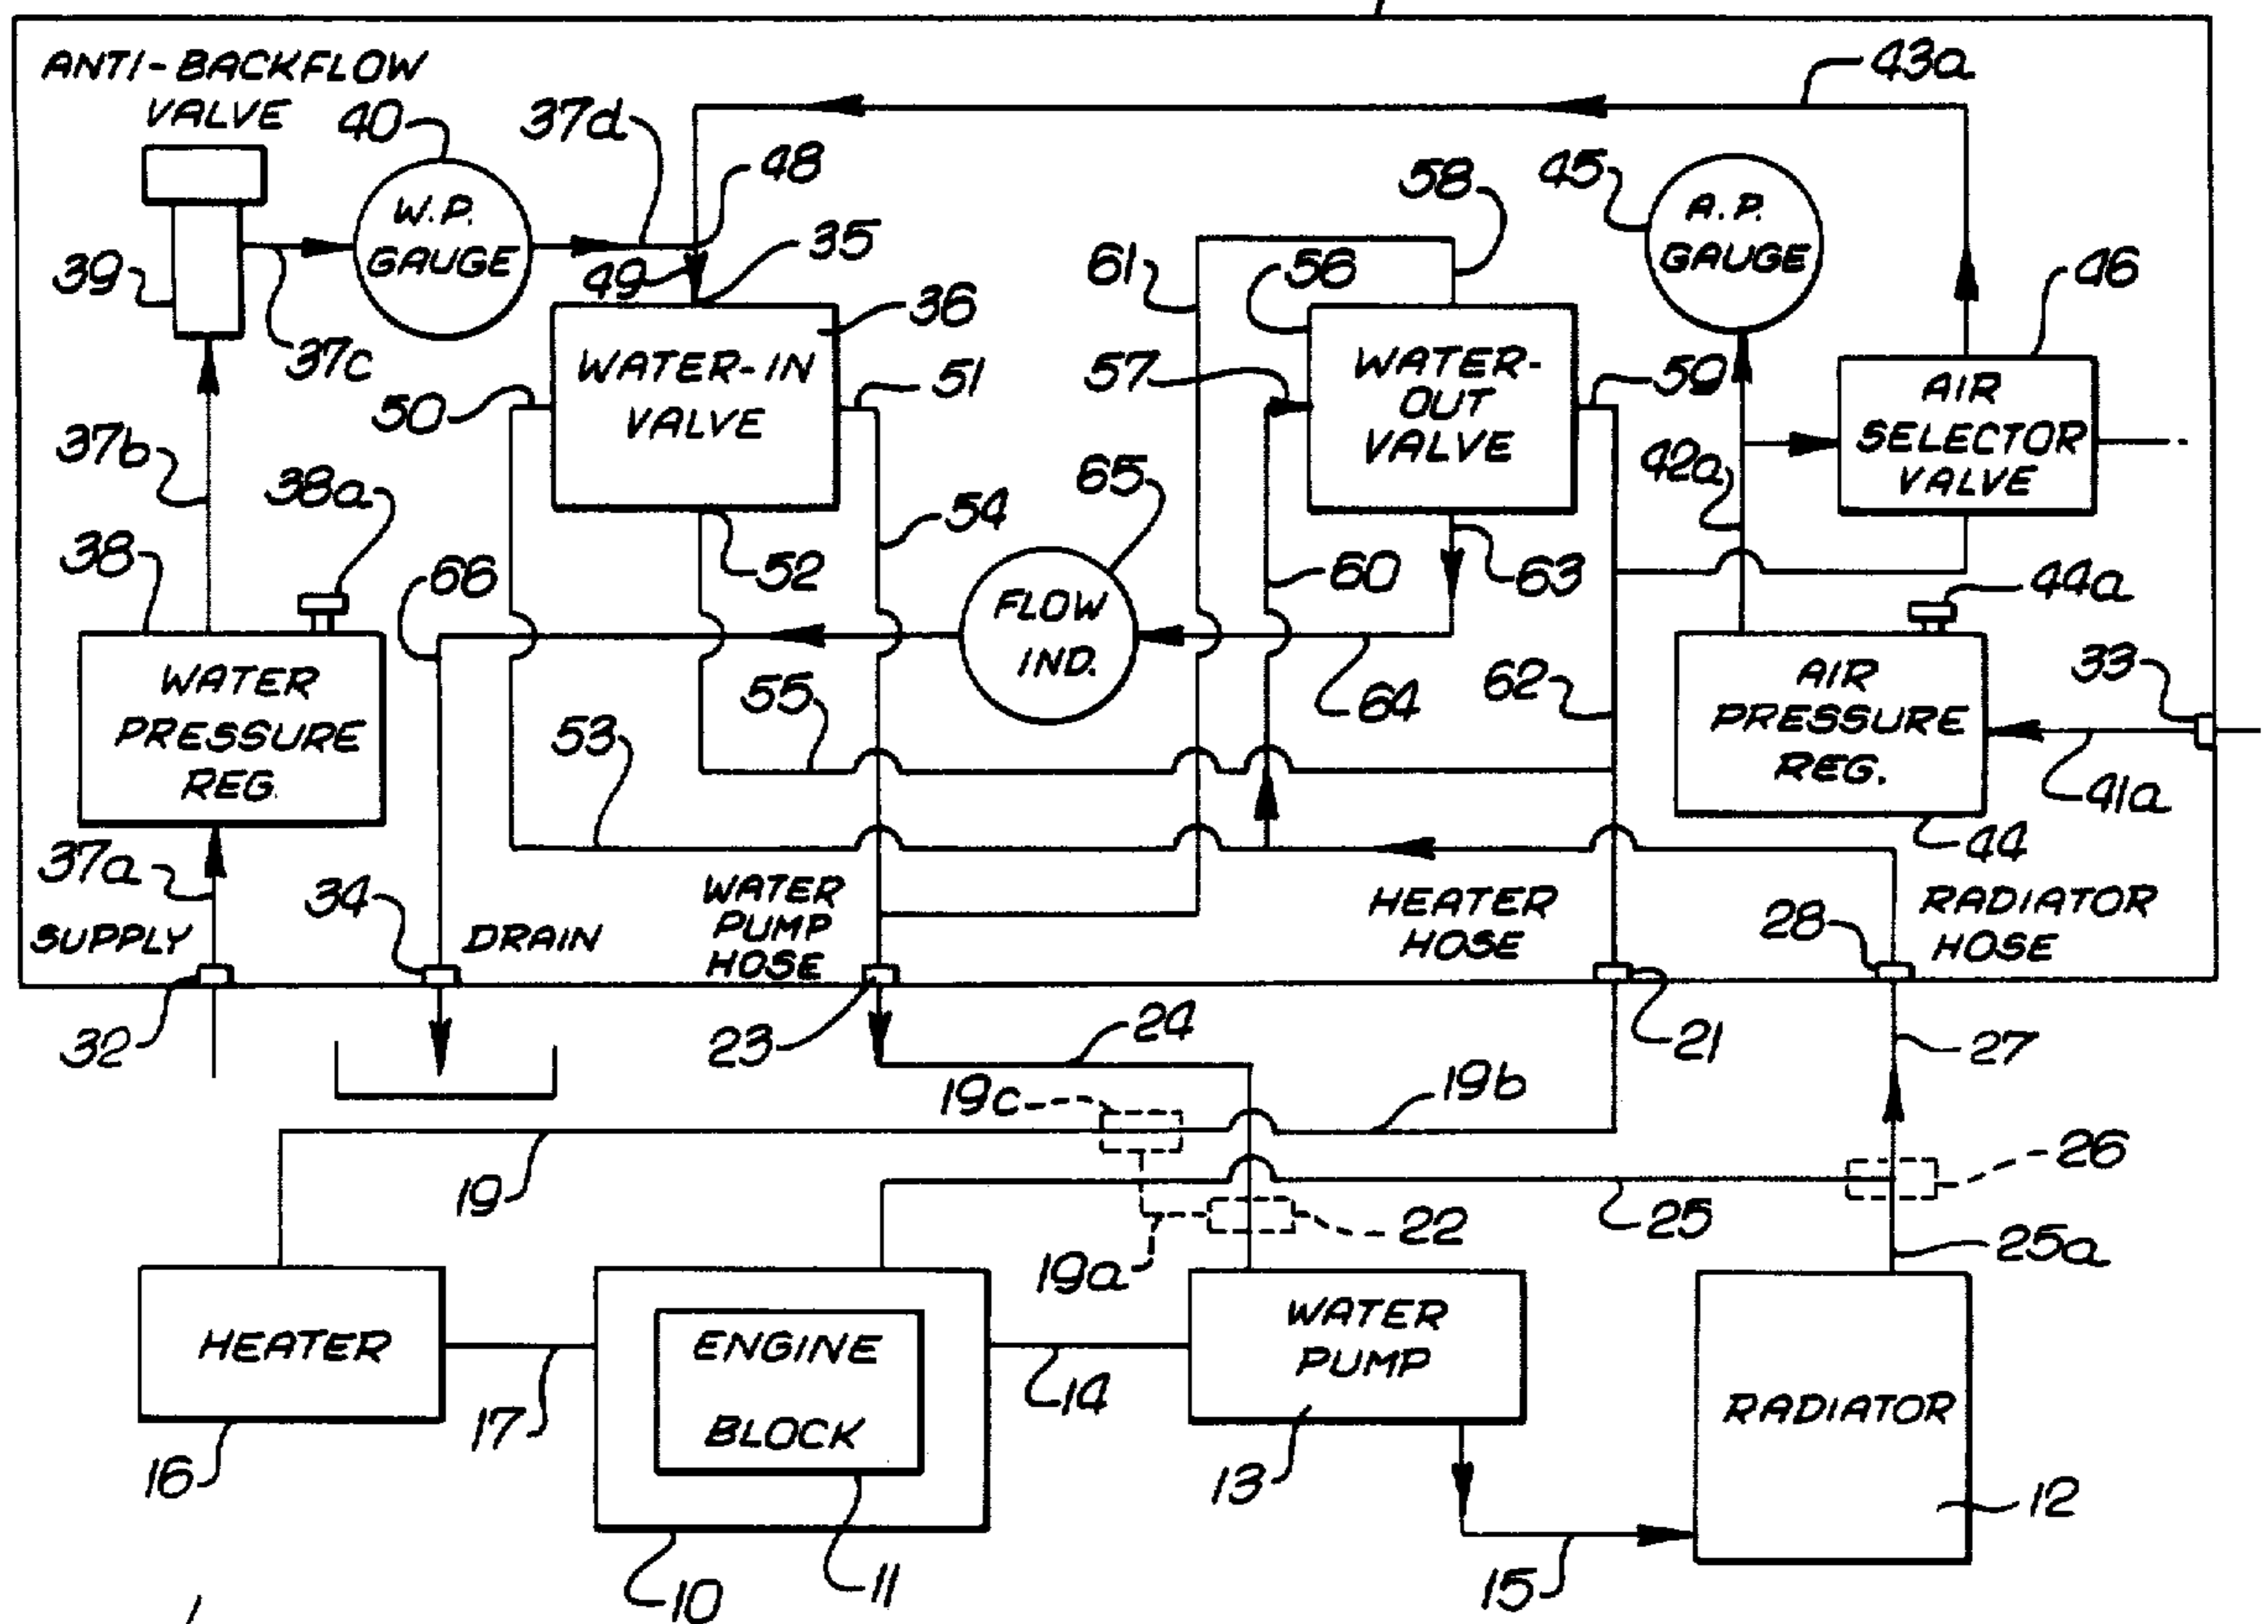 43a
ANTI-BACKFLOW
VALVE
40
37d
48
45
A.P.
GAUGE
58
W.P.
GAUGE
35
61
56
46
39
49
36
37c
WATER-IN
VALVE
50
51
57
WATER-
OUT
VALVE
59
AIR
SELECTOR
VALVE
37b
38a
42a
65
54
38
66
52
FLOW
IND.
60
63
44a
33
WATER
PRESSURE
REG.
55
64
62
AIR
PRESSURE
REG.
53
41a
37a
44
34
WATER
PUMP
HOSE
HEATER
HOSE
28
RADIATOR
HOSE
SUPPLY
DRAIN
32
23
24
21
27
19c
19b
19
26
22
25
19a
25a
HEATER
ENGINE
BLOCK
WATER
PUMP
RADIATOR
17
14
16
13
12
10
11
15